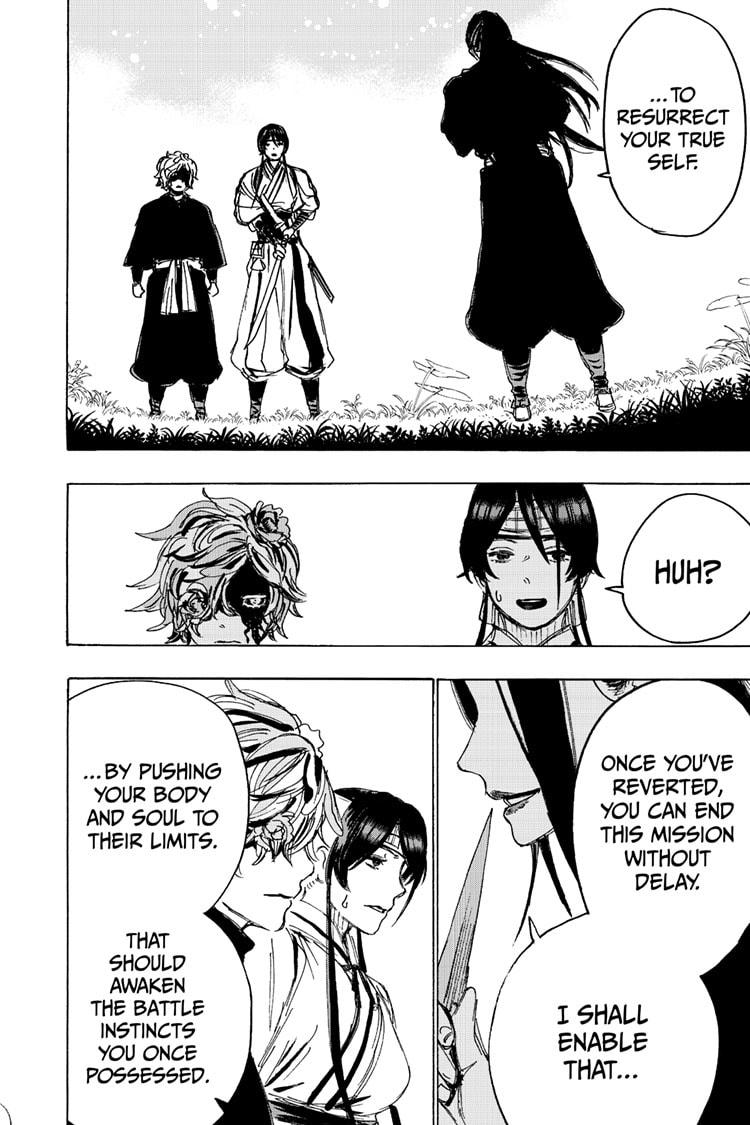 ...TO
RESURRECT
YOUR TRUE
SELF.
HUH?
ONCE YOU'VE
REVERTED,
YOU CAN END
THIS MISSION
WITHOUT
DELAY.
I SHALL
ENABLE
THAT...
...BY PUSHING
YOUR BODY
AND SOUL TO
THEIR LIMITS.
THAT
SHOULD
AWAKEN
THE BATTLE
INSTINCTS
YOU ONCE
POSSESSED.